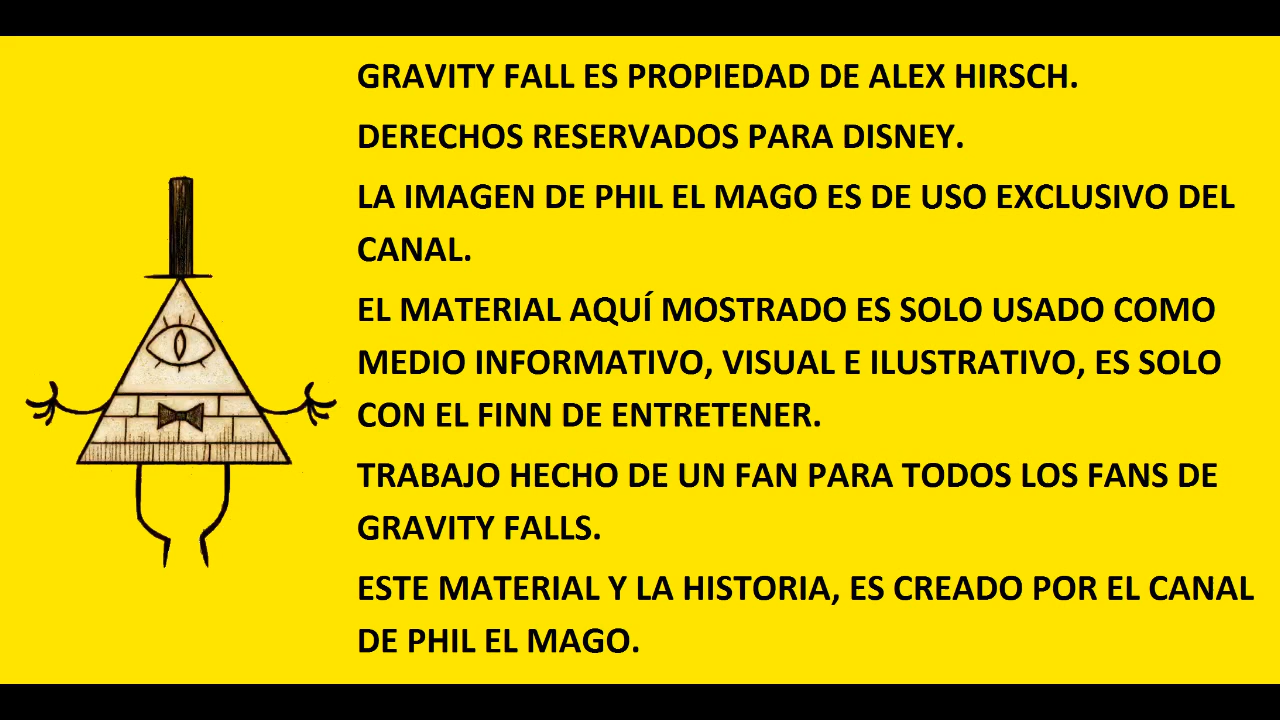 GRAVITY FALL ES PROPIEDAD DE ALEX HIRSCH.
DERECHOS RESERVADOS PARA DISNEY.
LA IMAGEN DE PHIL EL MAGO ES DE USO EXCLUSIVO DEL
CANAL.
EL MATERIAL AQUÍ MOSTRADO ES SOLO USADO COMO
MEDIO INFORMATIVO, VISUAL E ILUSTRATIVO, ES SOLO
CON EL FINN DE ENTRETENER.
TRABAJO HECHO DE UN FAN PARA TODOS LOS FANS DE
GRAVITY FALLS.
ESTE MATERIAL Y LA HISTORIA, ES CREADO POR EL CANAL
DE PHIL EL MAGO.